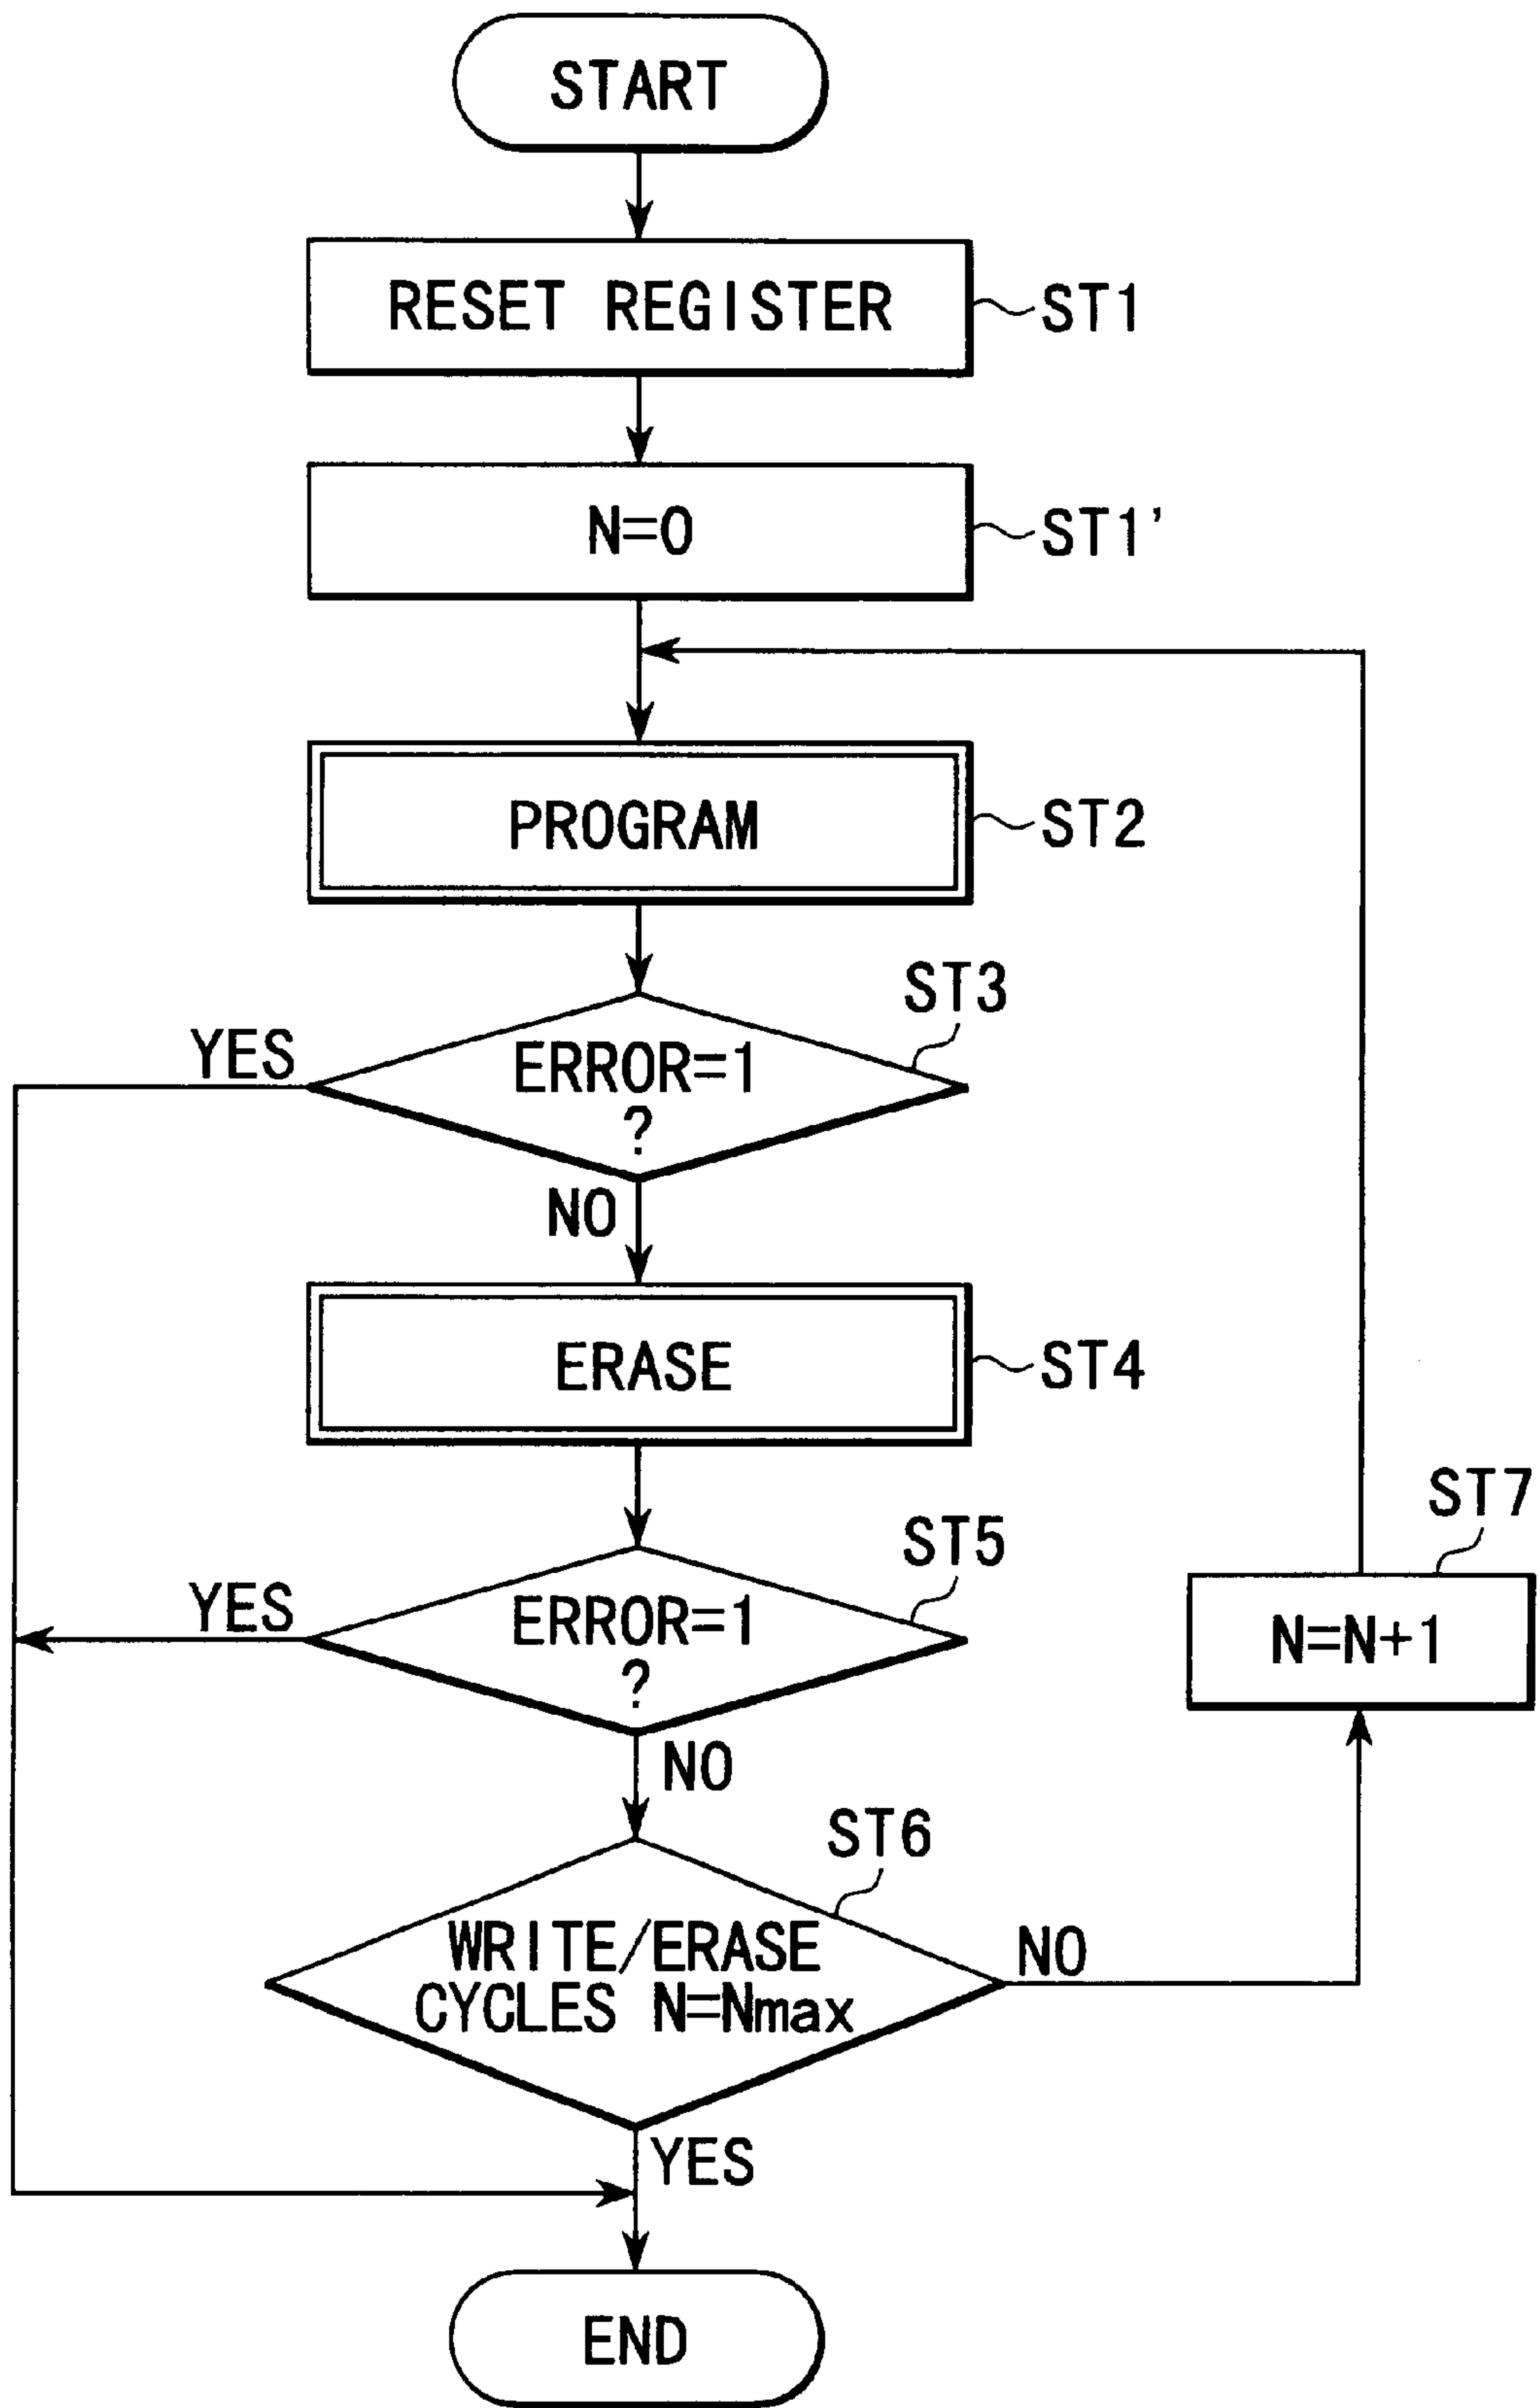 START
RESET REGISTER
ST1
N=0
ST1'
PROGRAM
ST2
ST3
YES
ERROR=1
?
NO
ERASE
ST4
ST7
ST5
YES
ERROR=1
?
N=N+1
NO
ST6
WRITE/ERASE
CYCLES N=Nmax
NO
YES
END